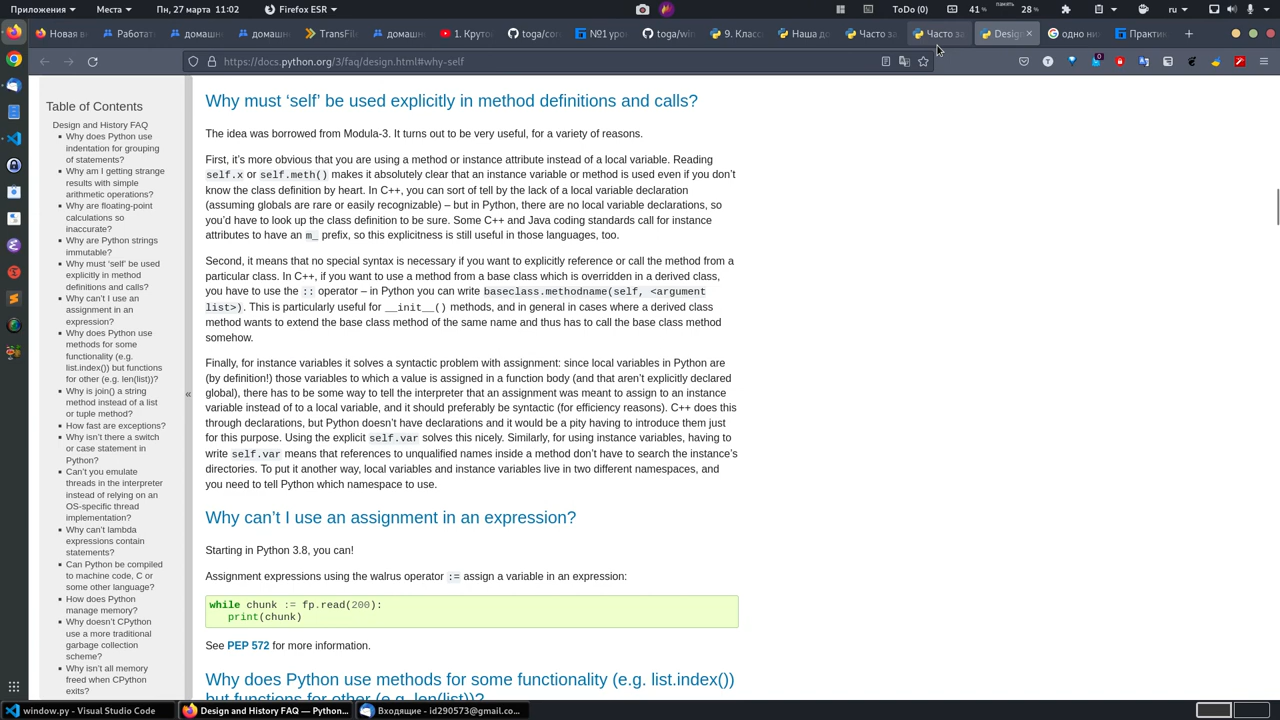 Приложения
Места
Пн, 27 марта 11:02
Firefox ESR
ToDo (0)
41 %
память
28 %
ru
Новая в
Работа
домашн
домашн
TransFi
домашн
1. Круто
toga/co
№1 уро
toga/win
9. Класс
Наша до
Часто за
Часто за
Desig
одно ни
Практик
https://docs.python.org/3/faq/design.html#why-self
0
Table of Contents
Design and History FAQ
Why does Python use
indentation for grouping
of statements?
Why am I getting strange
results with simple
arithmetic operations?
Why are floating-point
calculations so
inaccurate?
Why are Python strings
immutable?
Why must ‘self’ be used
explicitly in method
definitions and calls?
Why can’t I use an
assignment in an
expression?
Why does Python use
methods for some
functionality (e.g.
list.index()) but functions
for other (e.g. len(list))?
Why is join() a string
method instead of a list
or tuple method?
How fast are exceptions?
Why isn’t there a switch
or case statement in
Python?
Can’t you emulate
threads in the interpreter
instead of relying on an
OS-specific thread
implementation?
Why can’t lambda
expressions contain
statements?
Can Python be compiled
to machine code, C or
some other language?
How does Python
manage memory?
Why doesn’t CPython
use a more traditional
garbage collection
scheme?
Why isn’t all memory
freed when CPython
exits?
«
Why must ‘self’ be used explicitly in method definitions and calls?
The idea was borrowed from Modula-3. It turns out to be very useful, for a variety of reasons.
First, it’s more obvious that you are using a method or instance attribute instead of a local variable. Reading
self.x or self.meth() makes it absolutely clear that an instance variable or method is used even if you don’t
know the class definition by heart. In C++, you can sort of tell by the lack of a local variable declaration
(assuming globals are rare or easily recognizable) – but in Python, there are no local variable declarations, so
you’d have to look up the class definition to be sure. Some C++ and Java coding standards call for instance
attributes to have an m_ prefix, so this explicitness is still useful in those languages, too.
Second, it means that no special syntax is necessary if you want to explicitly reference or call the method from a
particular class. In C++, if you want to use a method from a base class which is overridden in a derived class,
you have to use the :: operator – in Python you can write baseclass.methodname(self, <argument
list>). This is particularly useful for __init__() methods, and in general in cases where a derived class
method wants to extend the base class method of the same name and thus has to call the base class method
somehow.
Finally, for instance variables it solves a syntactic problem with assignment: since local variables in Python are
(by definition!) those variables to which a value is assigned in a function body (and that aren’t explicitly declared
global), there has to be some way to tell the interpreter that an assignment was meant to assign to an instance
variable instead of to a local variable, and it should preferably be syntactic (for efficiency reasons). C++ does this
through declarations, but Python doesn’t have declarations and it would be a pity having to introduce them just
for this purpose. Using the explicit self.var solves this nicely. Similarly, for using instance variables, having to
write self.var means that references to unqualified names inside a method don’t have to search the instance’s
directories. To put it another way, local variables and instance variables live in two different namespaces, and
you need to tell Python which namespace to use.
Why can’t I use an assignment in an expression?
Starting in Python 3.8, you can!
Assignment expressions using the walrus operator := assign a variable in an expression:
while chunk := fp.read(200):
print(chunk)
See PEP 572 for more information.
Why does Python use methods for some functionality (e.g. list.index())
but functions for other (e.g. len(list))?
window.py - Visual Studio Code
Design and History FAQ — Python...
Входящие - id290573@gmail.co...